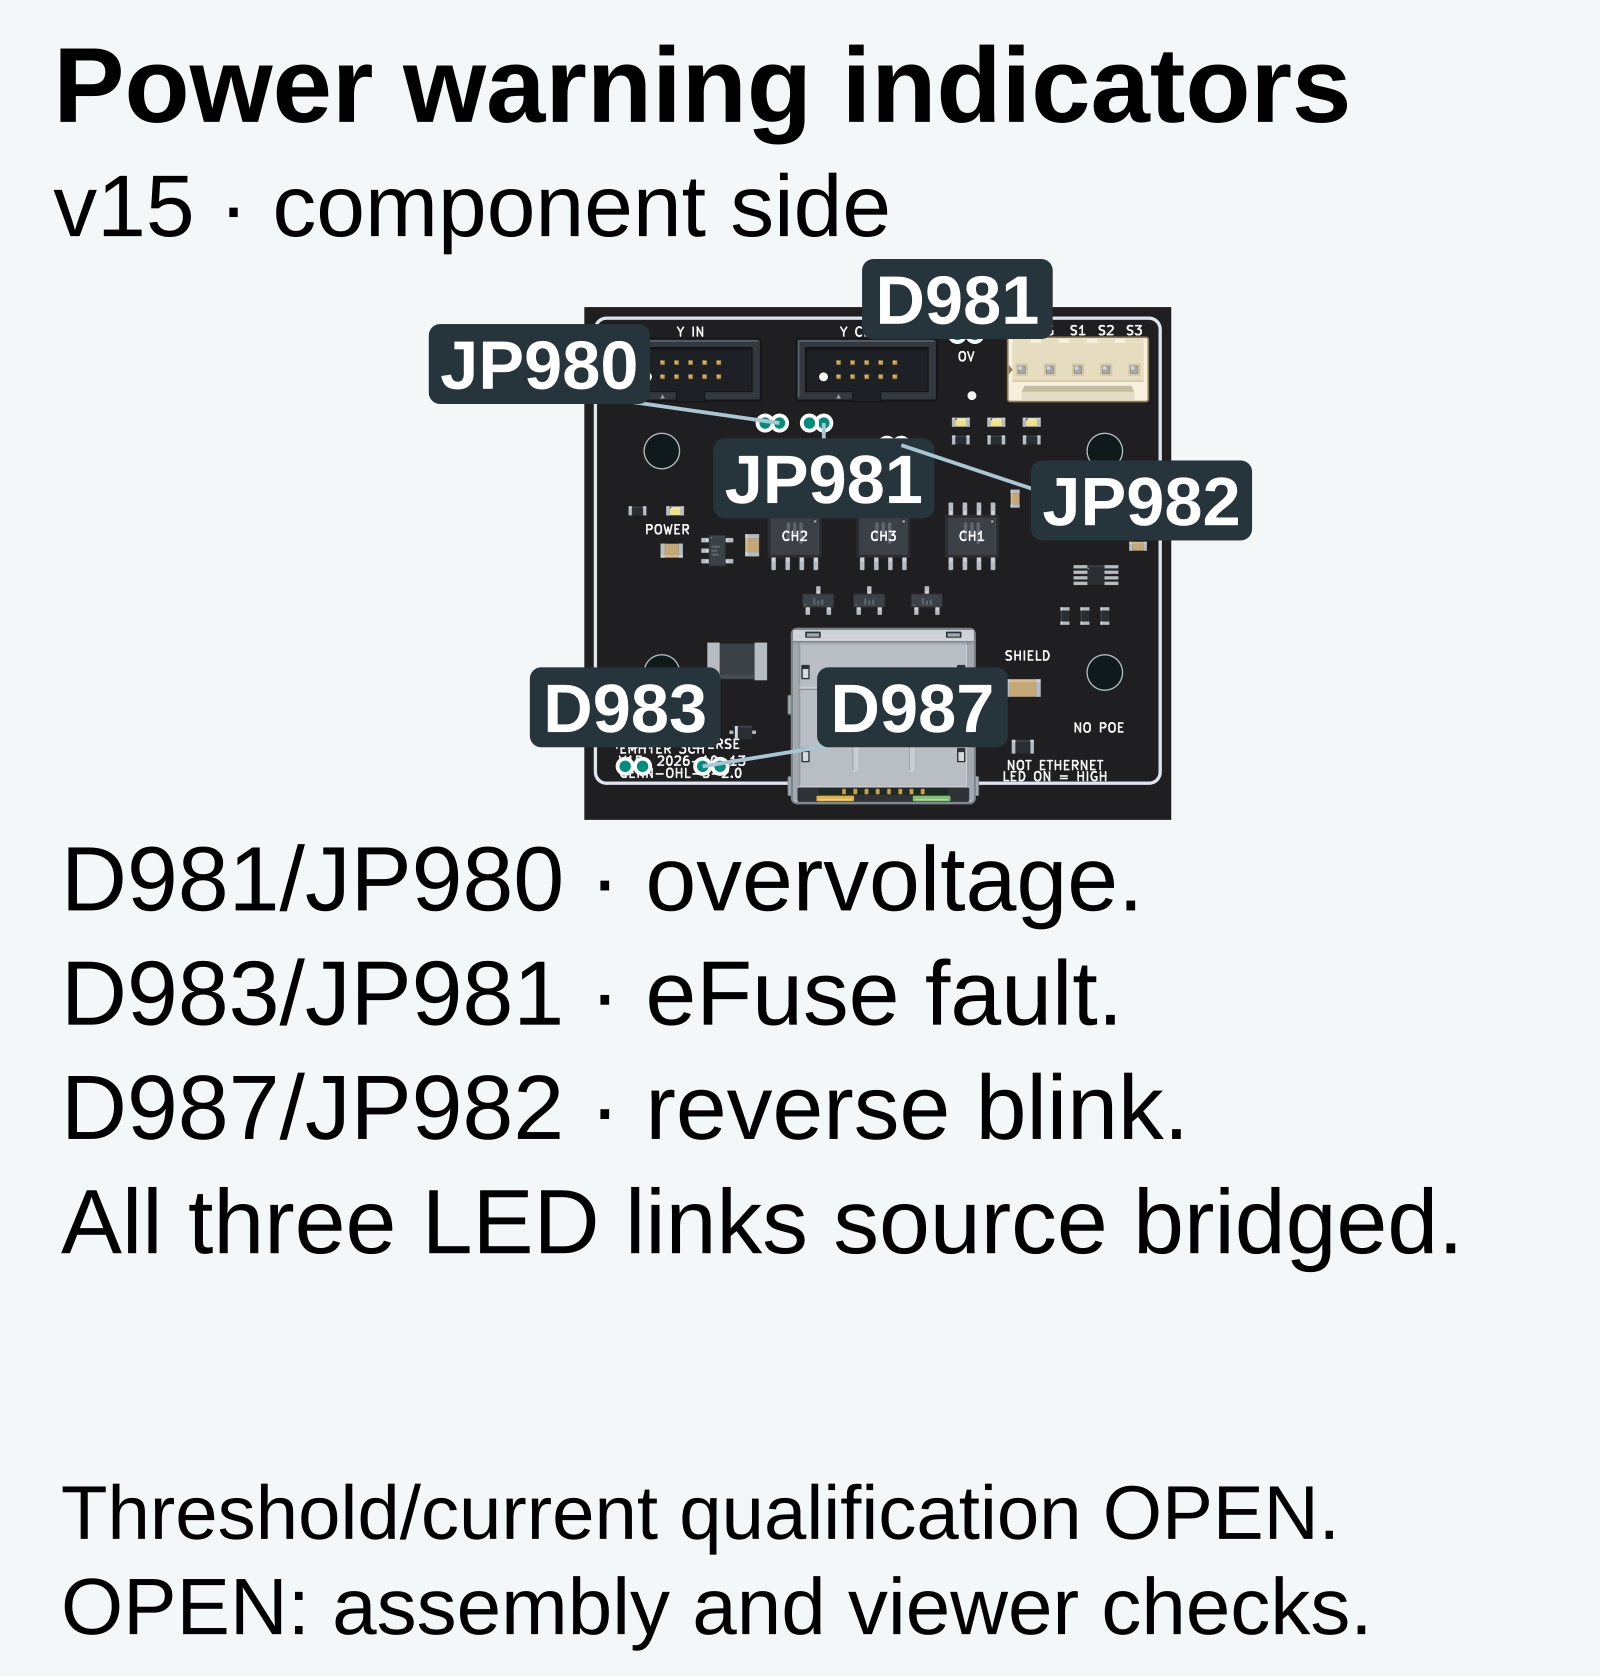 Power warning indicators
v15 · component side
D981
JP980
Y IN
Y C
OV
S1 S2 S3
JP981
JP982
POWER
CH2
CH3
CH1
SHIELD
D983
D987
NO POE
NOT ETHERNET
LED ON = HIGH
D981/JP980 · overvoltage.
D983/JP981 · eFuse fault.
D987/JP982 · reverse blink.
All three LED links source bridged.
Threshold/current qualification OPEN.
OPEN: assembly and viewer checks.